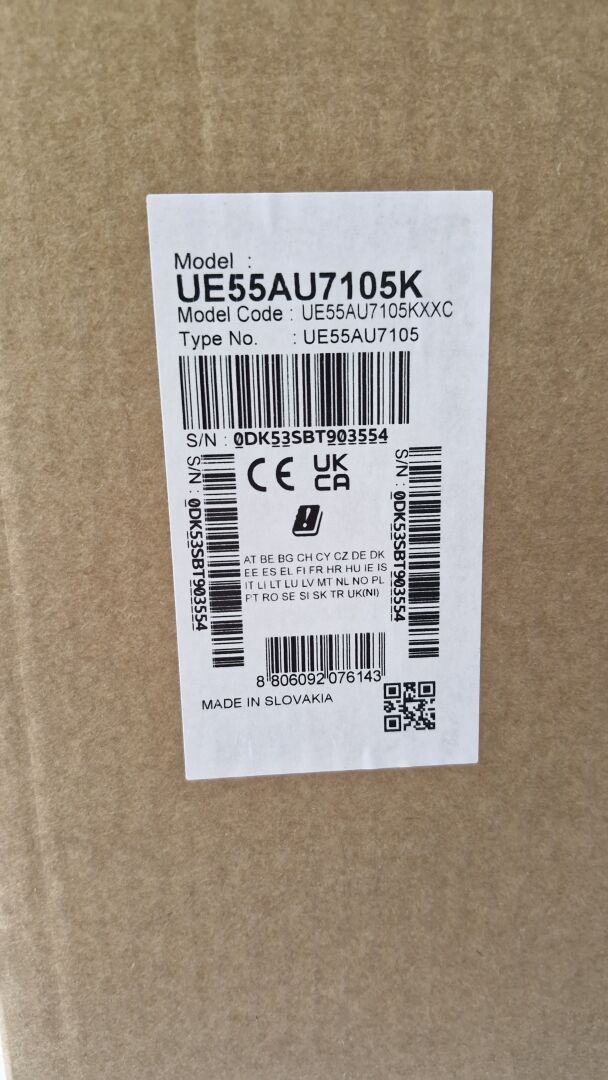 Model :
UE55AU7105K
Model Code : UE55AU7105KXXC
Type No. : UE55AU7105
S/N : 0DK53SBT903554
S/N : 0DK53SBT903554
CE UK CA
S/N : 0DK53SBT903554
AT BE BG CH CY CZ DE DK
EE ES EL FI FR HR HU IE IS
IT LI LT LU LV MT NL NO PL
PT RO SE SI SK TR UK(NI)
8 806092 076143
MADE IN SLOVAKIA